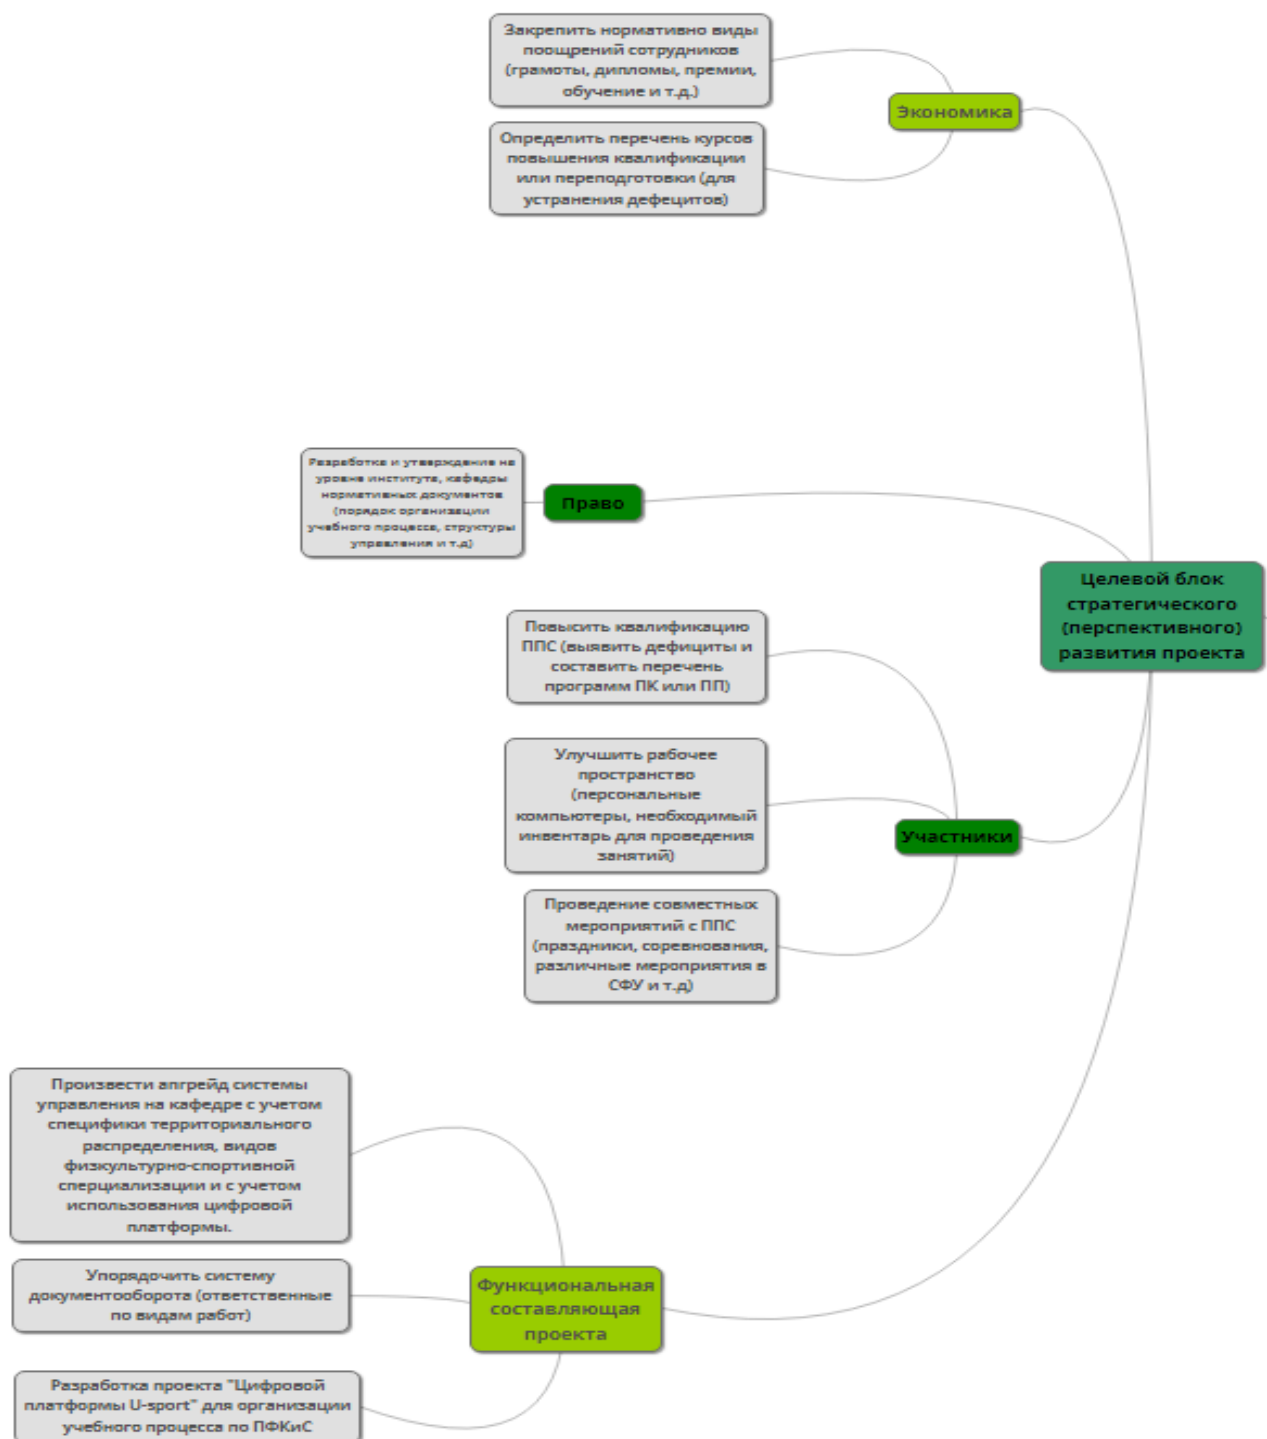 Закрепить нормативно виды
поощрений сотрудников
(грамоты, дипломы, премии,
обучение и т.д.)
Экономика
Определить перечень курсов
повышения квалификации
или переподготовки (для
устранения дефецитов)
Разработка и утверждение на
уровне института, кафедры
нормативных документов
(порядок организации
учебного процесса, структуры
управления и т.д)
Право
Целевой блок
стратегического
(перспективного)
развития проекта
Повысить квалификацию
ППС (выявить дефициты и
составить перечень
программ ПК или ПП)
Улучшить рабочее
пространство
(персональные
компьютеры, необходимый
инвентарь для проведения
занятий)
Участники
Проведение совместных
мероприятий с ППС
(праздники, соревнования,
различные мероприятия в
СФУ и т.д)
Произвести апгрейд системы
управления на кафедре с учетом
специфики территориального
распределения, видов
физкультурно-спортивной
сперциализации и с учетом
использования цифровой
платформы.
Упорядочить систему
документооборота (ответственные
по видам работ)
Функциональная
составляющая
проекта
Разработка проекта "Цифровой
платформы U-sport" для организации
учебного процесса по ПФКиС